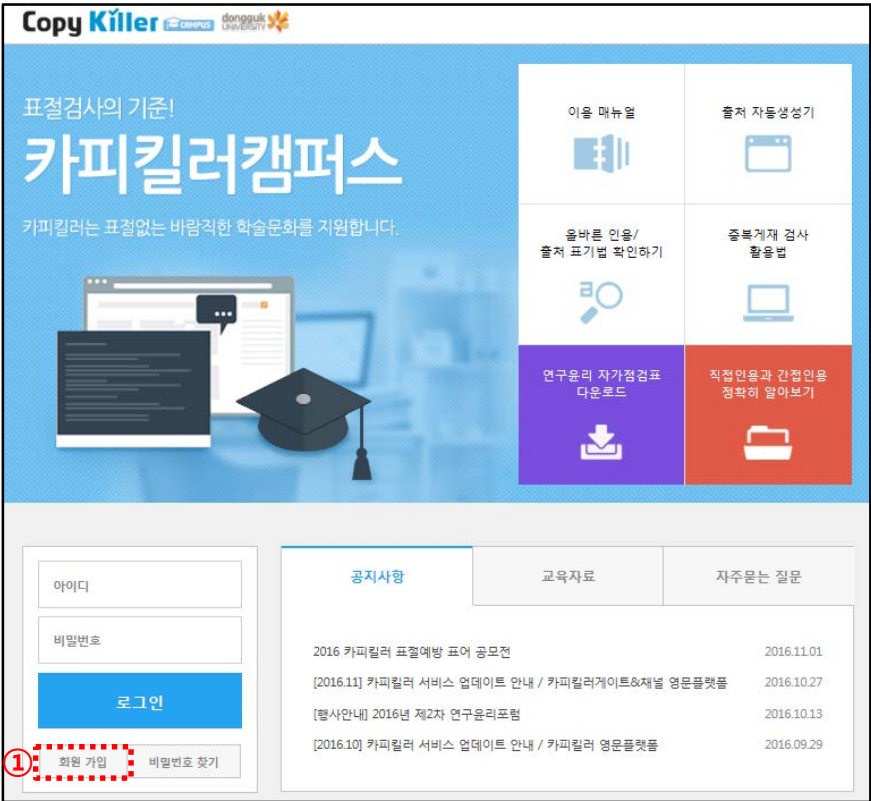 Copy Killer CAMPUS dongguk UNIVERSITY
표절검사의 기준!
카피킬러캠퍼스
카피킬러는 표절없는 바람직한 학술문화를 지원합니다.
이용 매뉴얼
출처 자동생성기
올바른 인용/
출처 표기법 확인하기
중복게재 검사
활용법
연구윤리 자가점검표
다운로드
직접인용과 간접인용
정확히 알아보기
아이디
비밀번호
로그인
① 회원 가입 비밀번호 찾기
공지사항 교육자료 자주묻는 질문
2016 카피킬러 표절예방 표어 공모전 2016.11.01
[2016.11] 카피킬러 서비스 업데이트 안내 / 카피킬러게이트&채널 영문플랫폼 2016.10.27
[행사안내] 2016년 제2차 연구윤리포럼 2016.10.13
[2016.10] 카피킬러 서비스 업데이트 안내 / 카피킬러 영문플랫폼 2016.09.29